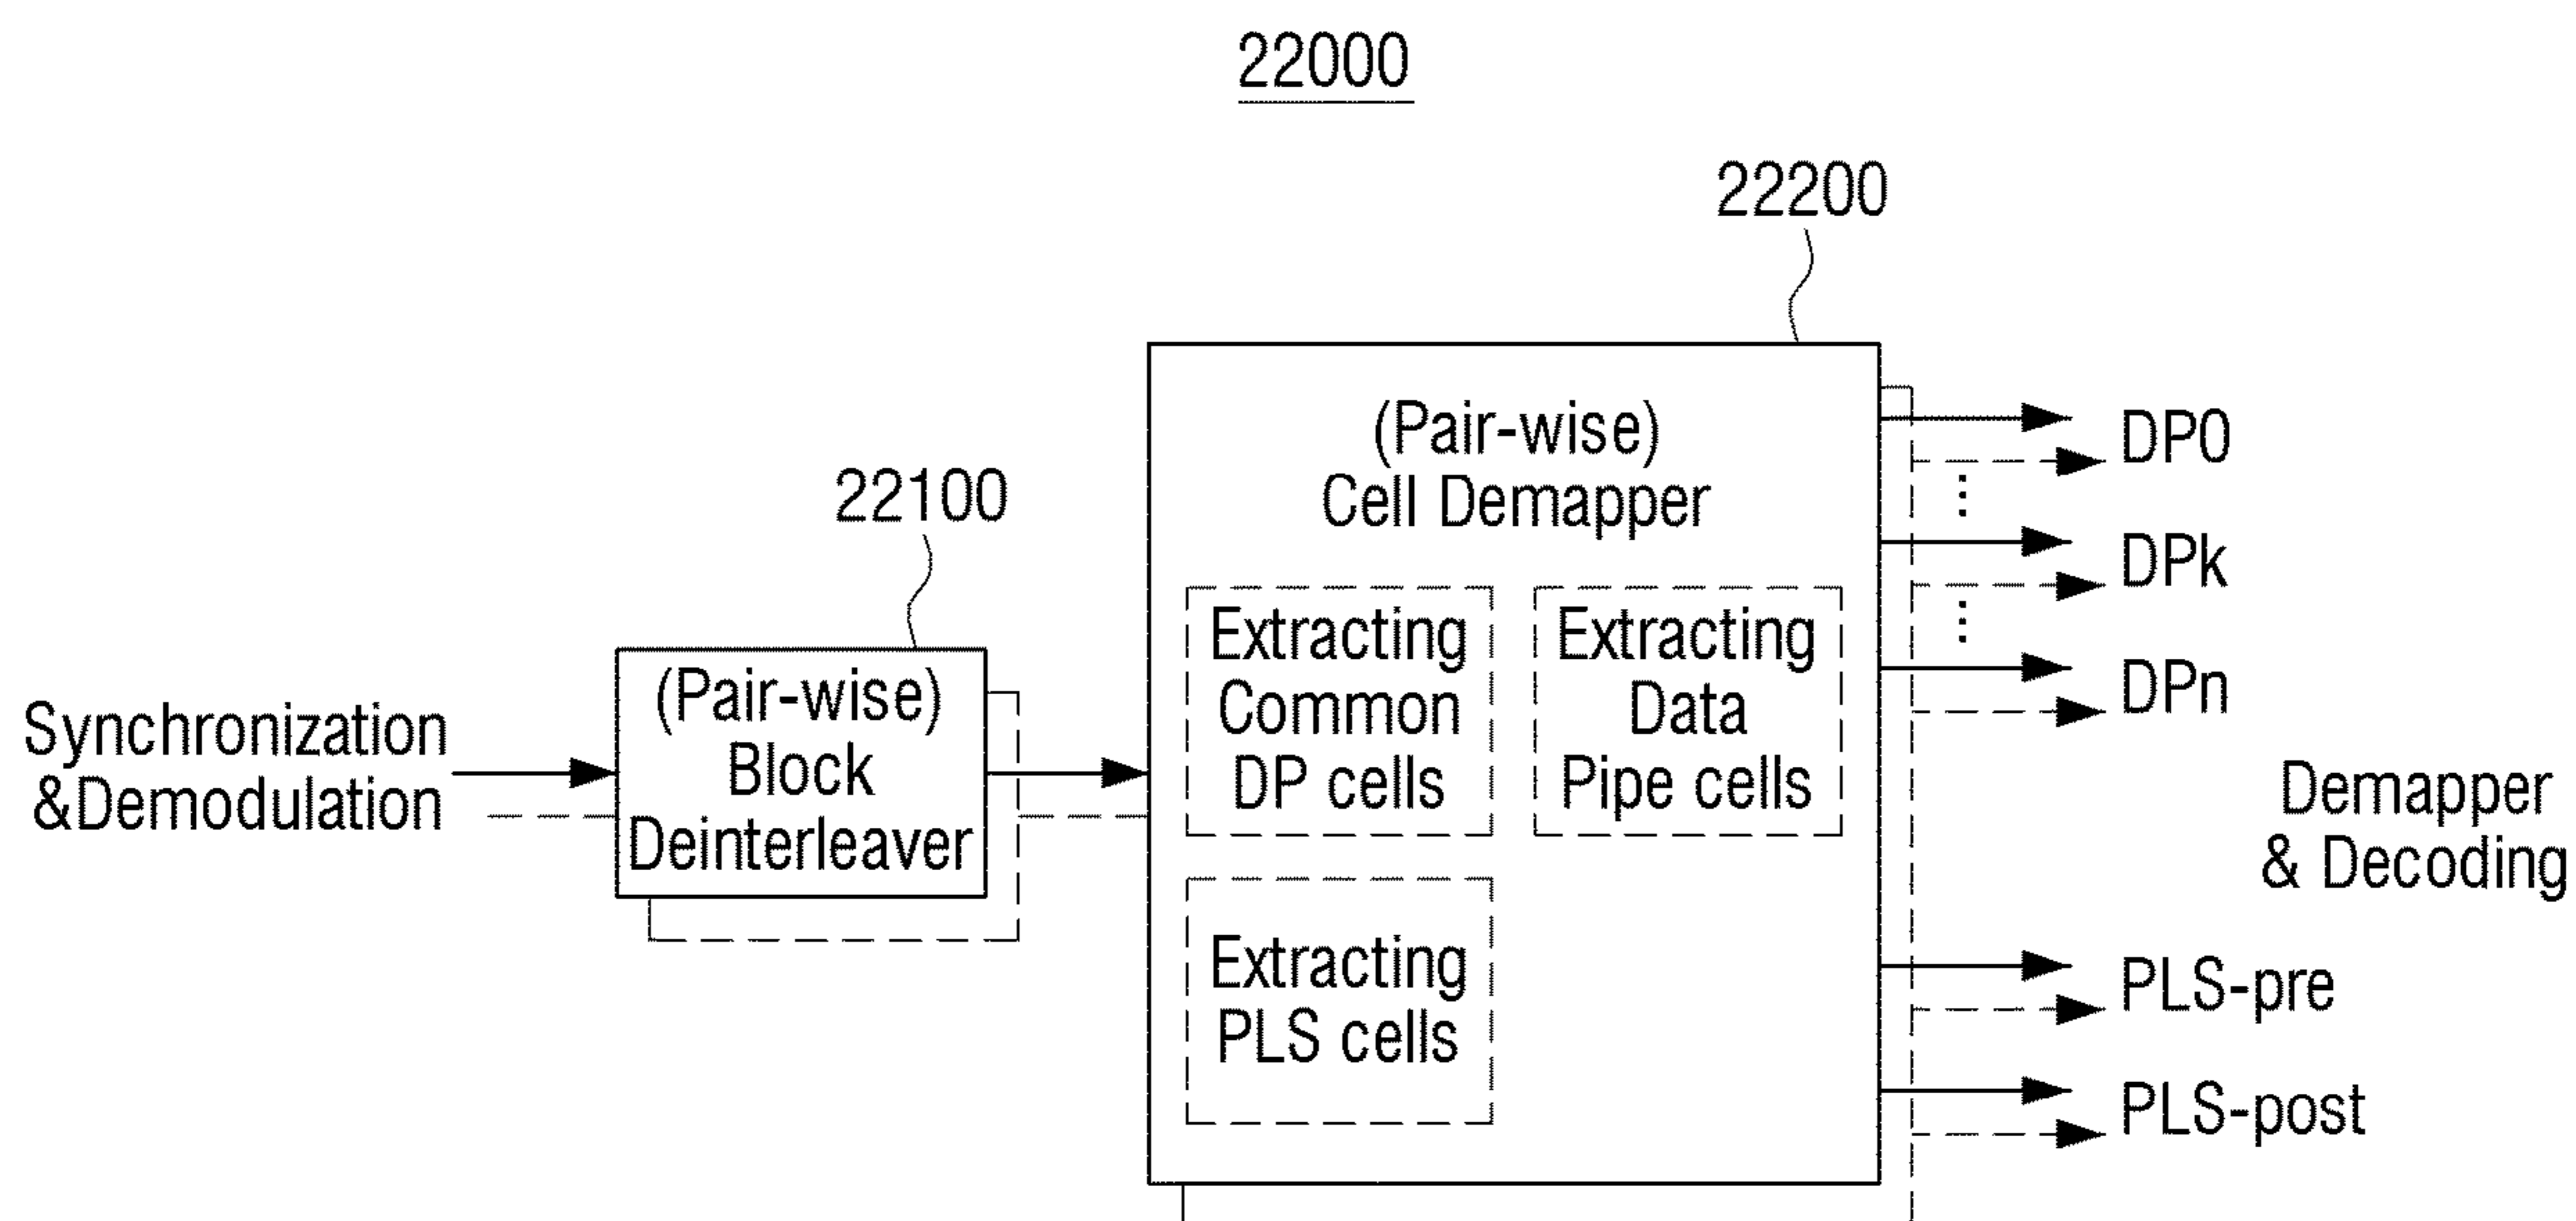 22000
22200
22100
(Pair-wise)
Cell Demapper
Extracting
Common
DP cells
Extracting
Data
Pipe cells
Extracting
PLS cells
(Pair-wise)
Block
Deinterleaver
Synchronization
&Demodulation
DP0
⋮
DPk
⋮
DPn
Demapper
& Decoding
PLS-pre
PLS-post